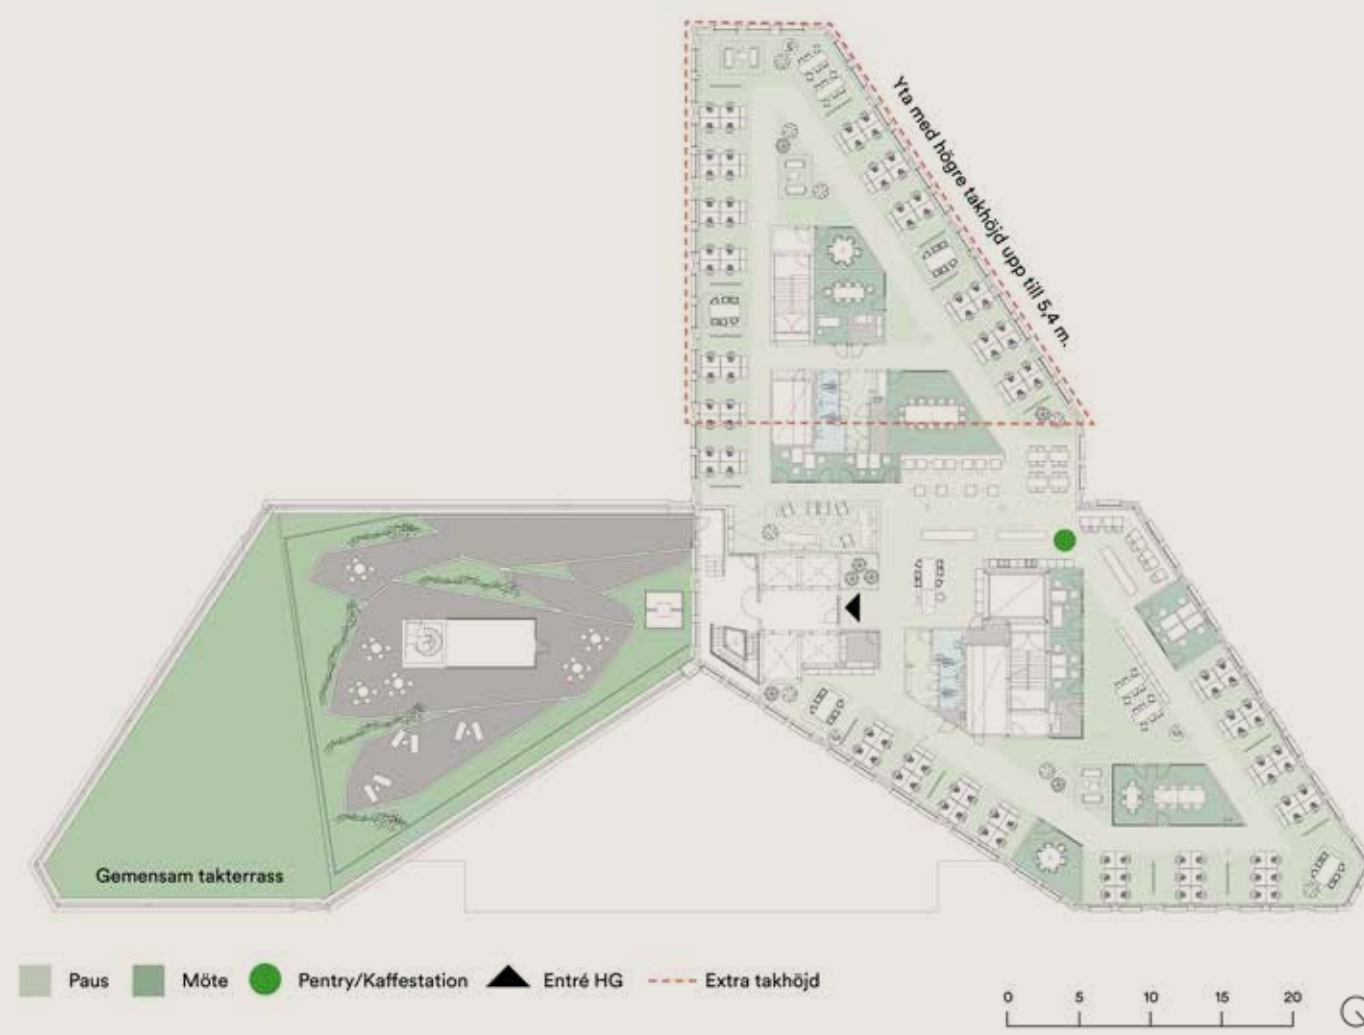 Yta med högre takhöjd upp till 5,4 m.
Gemensam takterrass
Paus
Möte
Pentry/Kaffestation
Entré HG
Extra takhöjd
0 5 10 15 20